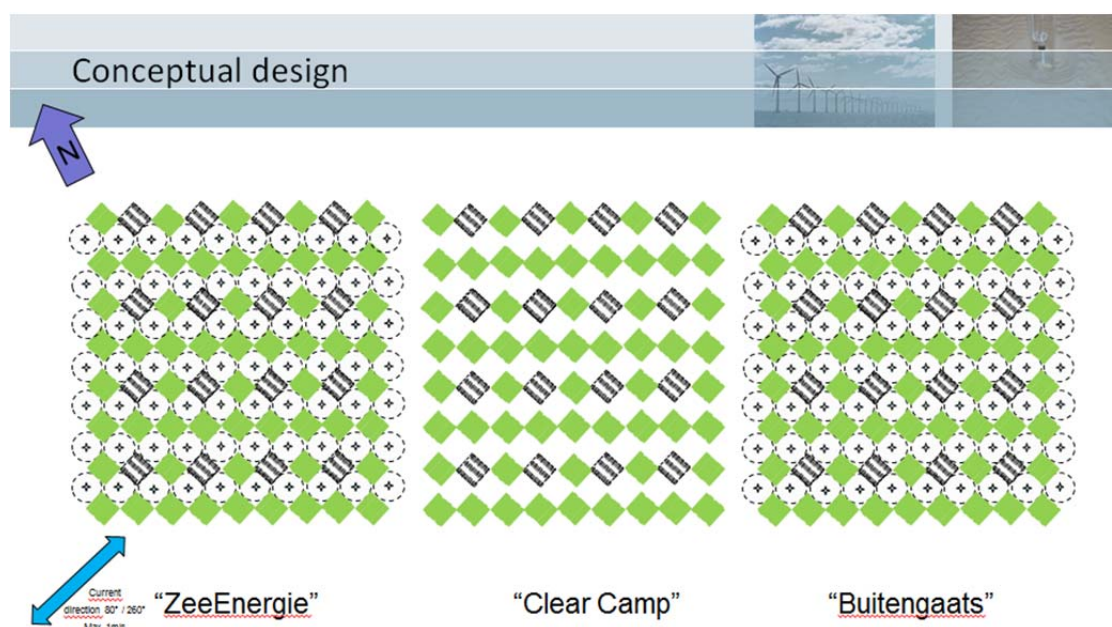 Conceptual design
N
Current
direction 80° / 260°
"ZeeEnergie"
"Clear Camp"
"Buitengaats"